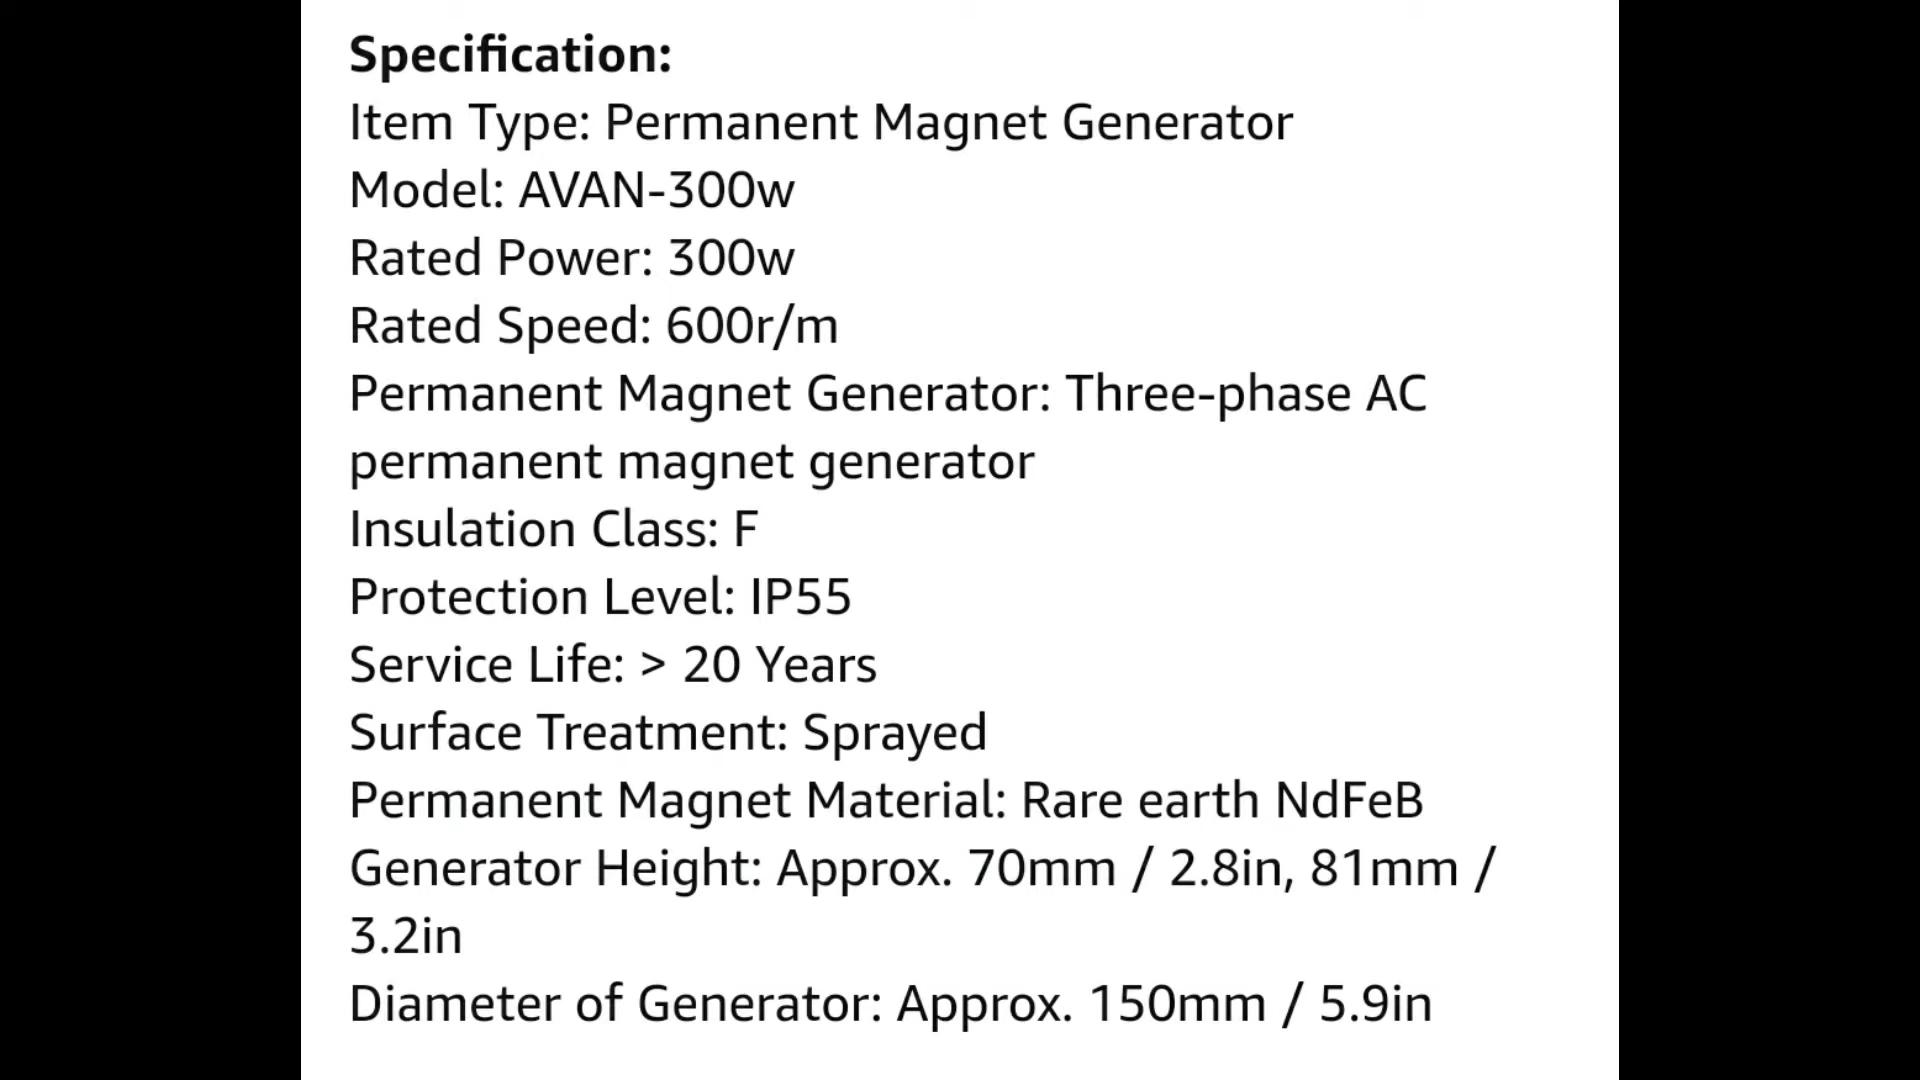 Specification:
Item Type: Permanent Magnet Generator
Model: AVAN-300w
Rated Power: 300w
Rated Speed: 600r/m
Permanent Magnet Generator: Three-phase AC
permanent magnet generator
Insulation Class: F
Protection Level: IP55
Service Life: > 20 Years
Surface Treatment: Sprayed
Permanent Magnet Material: Rare earth NdFeB
Generator Height: Approx. 70mm / 2.8in, 81mm /
3.2in
Diameter of Generator: Approx. 150mm / 5.9in